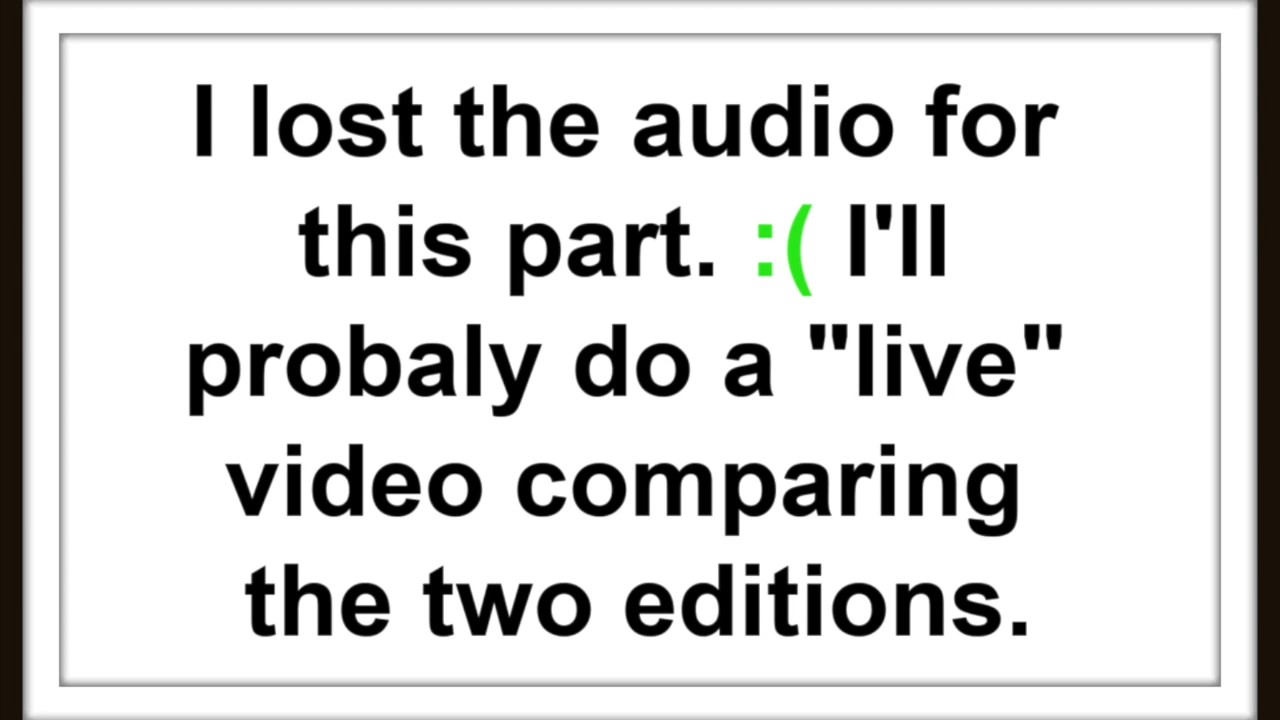 I lost the audio for
this part. :( I'll
probaly do a "live"
video comparing
the two editions.